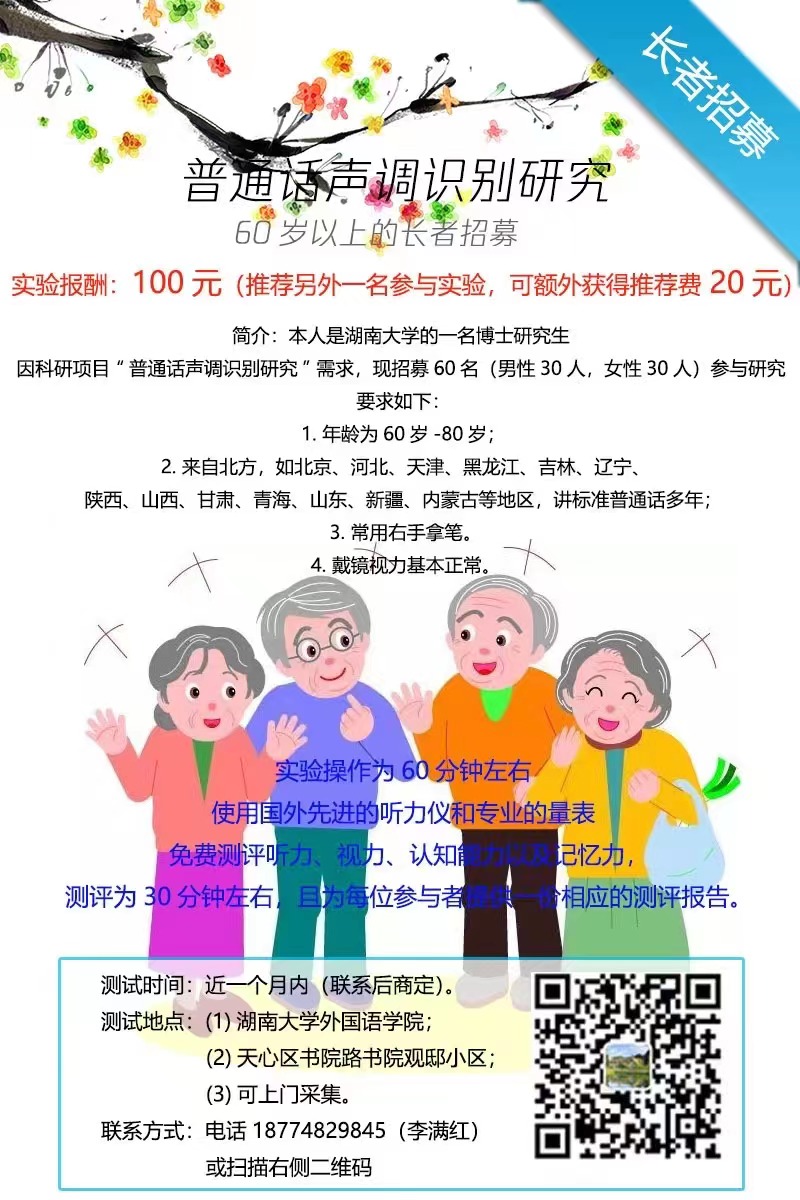 长者招募
普通话声调识别研究
60 岁以上的长者招募
实验报酬：100 元（推荐另外一名参与实验，可额外获得推荐费 20 元）
简介：本人是湖南大学的一名博士研究生
因科研项目“普通话声调识别研究”需求，现招募 60 名（男性 30 人，女性 30 人）参与研究
要求如下：
1. 年龄为 60 岁 -80 岁；
2. 来自北方，如北京、河北、天津、黑龙江、吉林、辽宁、
陕西、山西、甘肃、青海、山东、新疆、内蒙古等地区，讲标准普通话多年；
3. 常用右手拿笔。
4. 戴镜视力基本正常。
实验操作为 60 分钟左右
使用国外先进的听力仪和专业的量表
免费测评听力、视力、认知能力以及记忆力，
测评为 30 分钟左右，且为每位参与者提供一份相应的测评报告。
测试时间：近一个月内（联系后商定）。
测试地点：(1) 湖南大学外国语学院；
(2) 天心区书院路书院观邸小区；
(3) 可上门采集。
联系方式：电话 18774829845（李满红）
或扫描右侧二维码